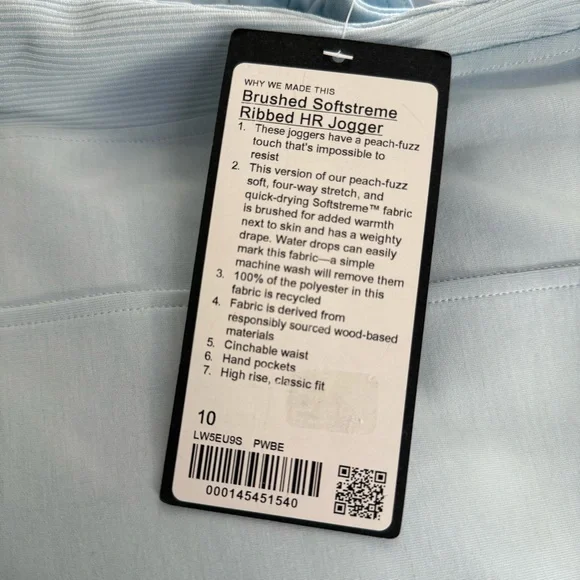 WHY WE MADE THIS
Brushed Softstreme
Ribbed HR Jogger
1. These joggers have a peach-fuzz
touch that's impossible to
resist
2. This version of our peach-fuzz
soft, four-way stretch, and
quick-drying Softstreme™ fabric
is brushed for added warmth
next to skin and has a weighty
drape. Water drops can easily
mark this fabric—a simple
machine wash will remove them
3. 100% of the polyester in this
fabric is recycled
4. Fabric is derived from
responsibly sourced wood-based
materials
5. Cinchable waist
6. Hand pockets
7. High rise, classic fit
10
LW5EU9S PWBE
000145451540